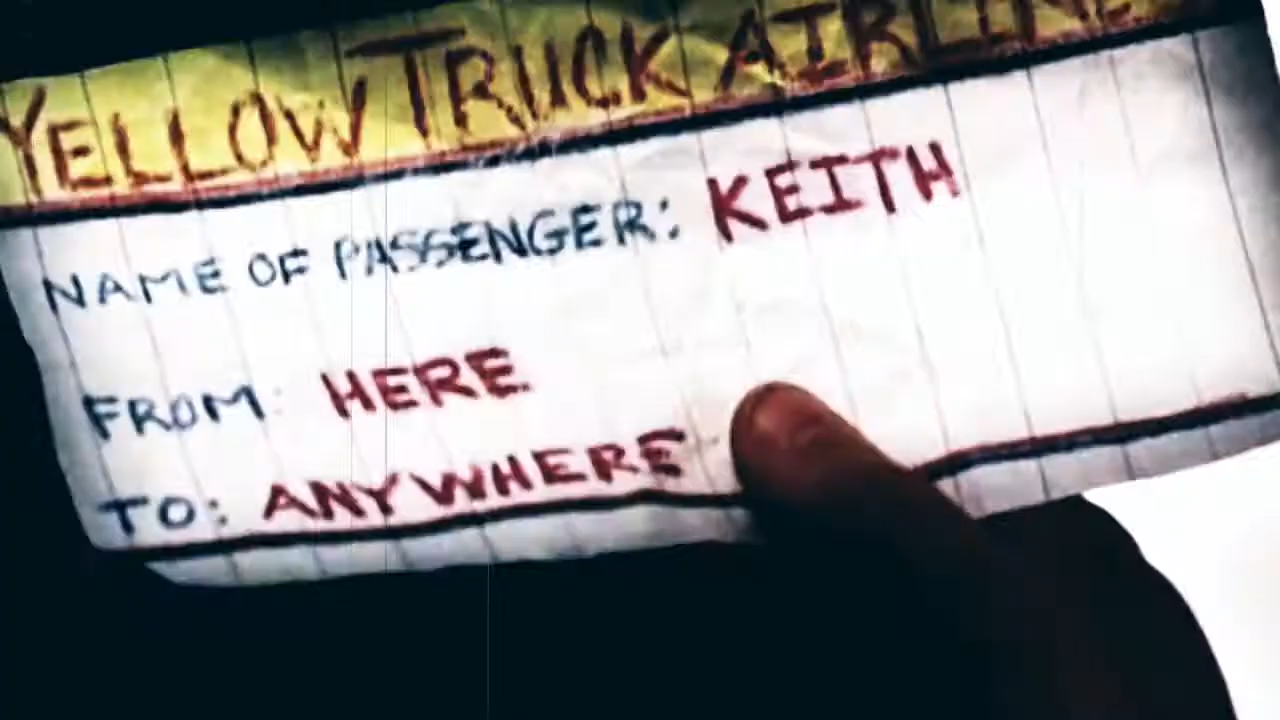 YELLOW TRUCK AIRLINE
NAME OF PASSENGER: KEITH
FROM: HERE
TO: ANYWHERE